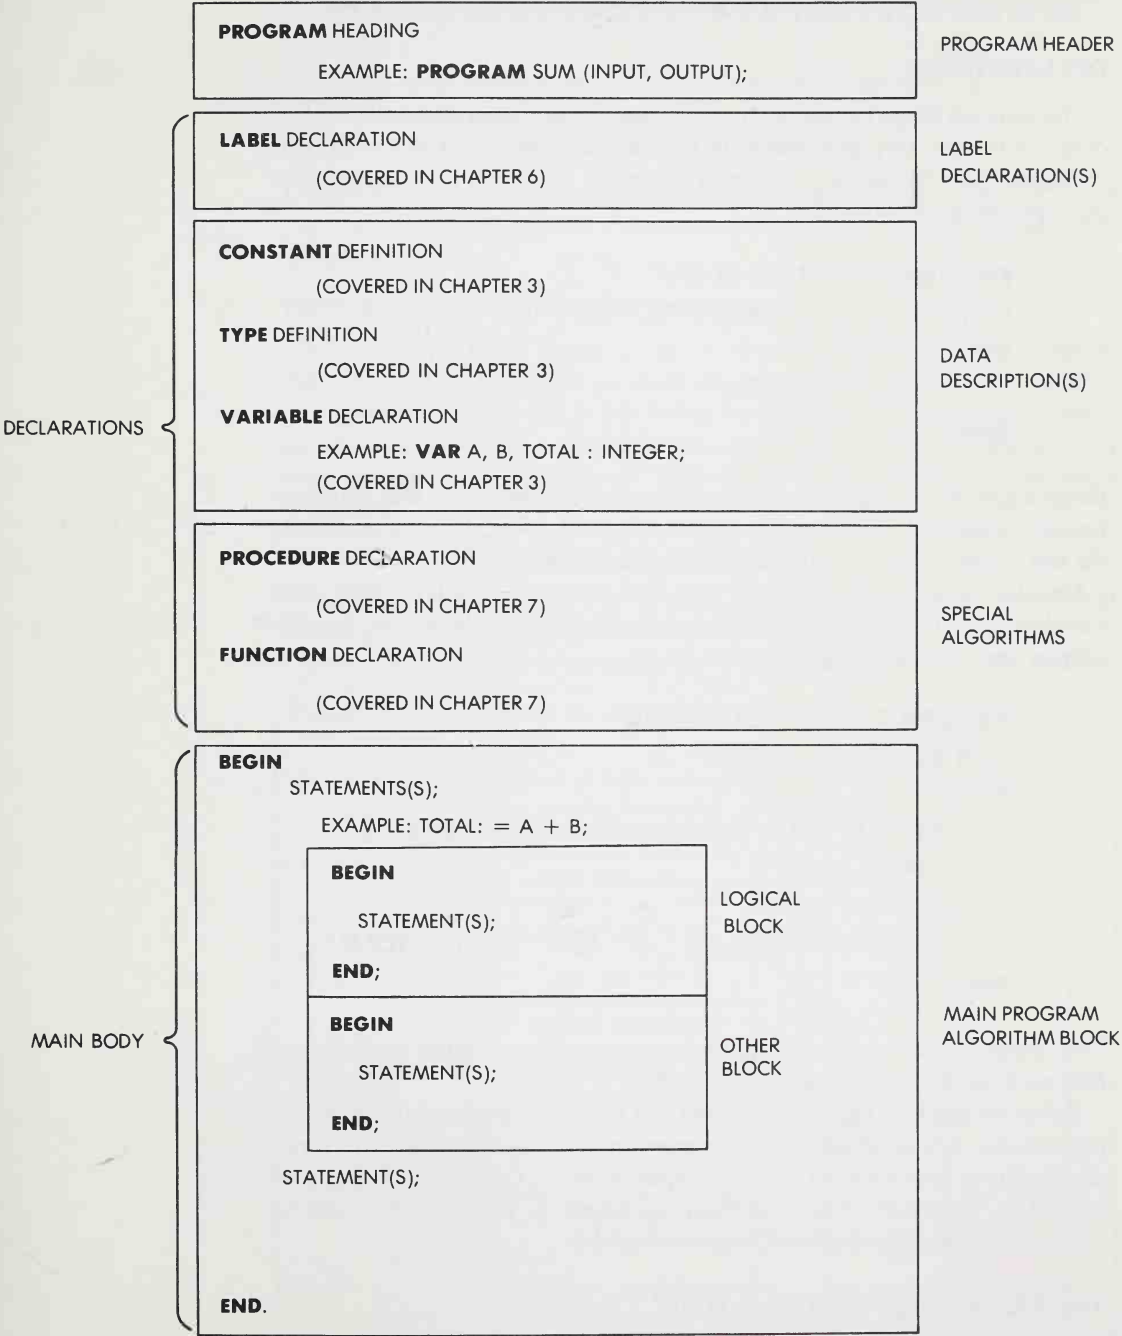 PROGRAM HEADING
EXAMPLE: PROGRAM SUM (INPUT, OUTPUT);
PROGRAM HEADER
DECLARATIONS
LABEL DECLARATION
(COVERED IN CHAPTER 6)
LABEL
DECLARATION(S)
CONSTANT DEFINITION
(COVERED IN CHAPTER 3)
TYPE DEFINITION
(COVERED IN CHAPTER 3)
VARIABLE DECLARATION
EXAMPLE: VAR A, B, TOTAL : INTEGER;
(COVERED IN CHAPTER 3)
DATA
DESCRIPTION(S)
PROCEDURE DECLARATION
(COVERED IN CHAPTER 7)
FUNCTION DECLARATION
(COVERED IN CHAPTER 7)
SPECIAL
ALGORITHMS
MAIN BODY
BEGIN
STATEMENTS(S);
EXAMPLE: TOTAL: = A + B;
BEGIN
STATEMENT(S);
END;
LOGICAL
BLOCK
BEGIN
STATEMENT(S);
END;
OTHER
BLOCK
STATEMENT(S);
END.
MAIN PROGRAM
ALGORITHM BLOCK